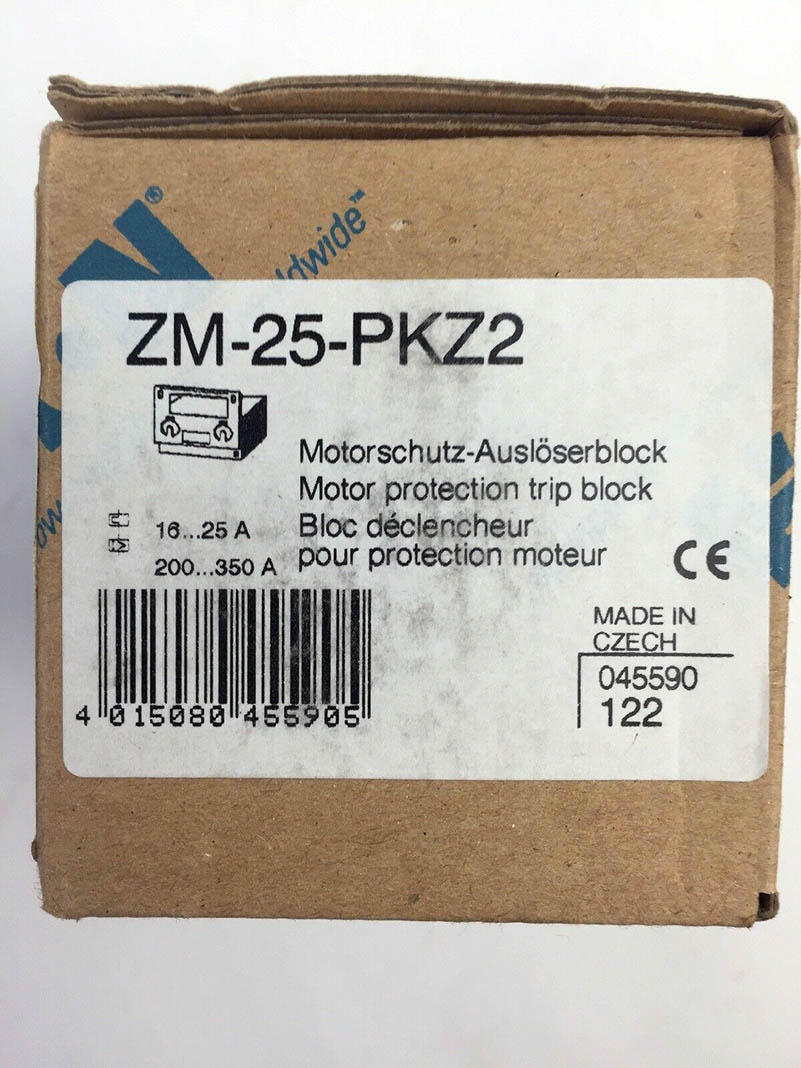 ®
worldwide™
ZM-25-PKZ2
Motorschutz-Auslöserblock
Motor protection trip block
16...25 A
Bloc déclencheur
200...350 A
pour protection moteur
CE
MADE IN
CZECH
045590
122
4 015080 455905